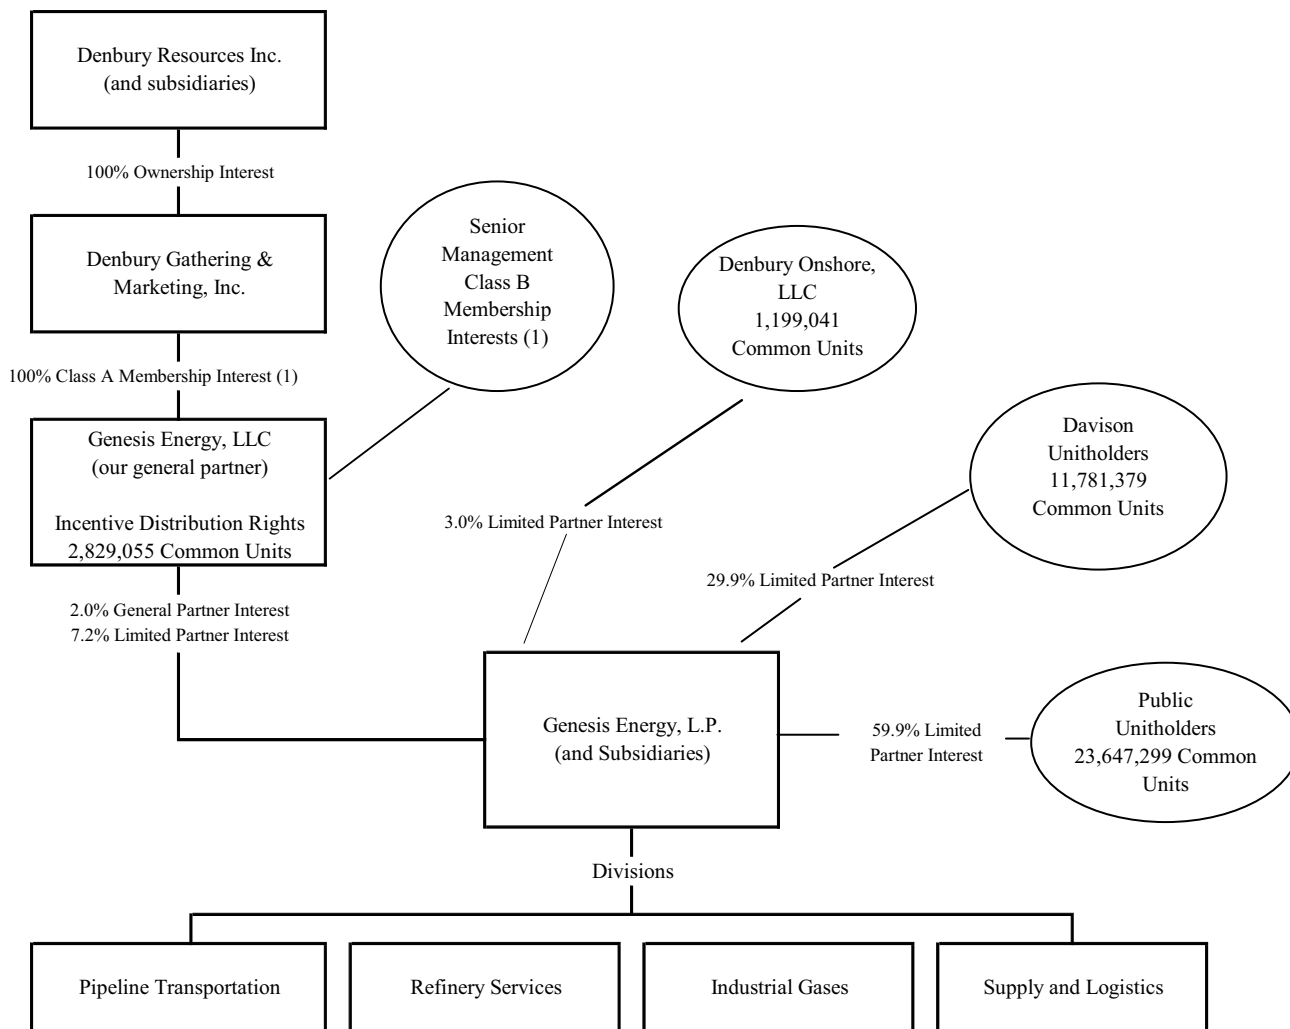 Denbury Resources Inc.
(and subsidiaries)
100% Ownership Interest
Denbury Gathering &
Marketing, Inc.
100% Class A Membership Interest (1)
Genesis Energy, LLC
(our general partner)
Incentive Distribution Rights
2,829,055 Common Units
2.0% General Partner Interest
7.2% Limited Partner Interest
Senior
Management
Class B
Membership
Interests (1)
Denbury Onshore,
LLC
1,199,041
Common Units
3.0% Limited Partner Interest
Davison
Unitholders
11,781,379
Common Units
29.9% Limited Partner Interest
Genesis Energy, L.P.
(and Subsidiaries)
59.9% Limited
Partner Interest
Public
Unitholders
23,647,299 Common
Units
Divisions
Pipeline Transportation
Refinery Services
Industrial Gases
Supply and Logistics